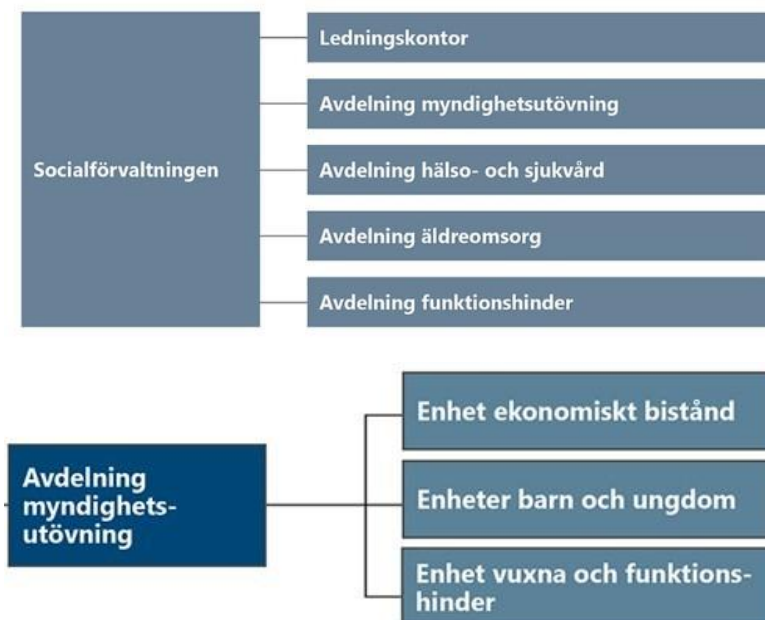 Socialförvaltningen
Ledningskontor
Avdelning myndighetsutövning
Avdelning hälso- och sjukvård
Avdelning äldreomsorg
Avdelning funktionshinder
Avdelning
myndighets-
utövning
Enhet ekonomiskt bistånd
Enheter barn och ungdom
Enhet vuxna och funktions-
hinder